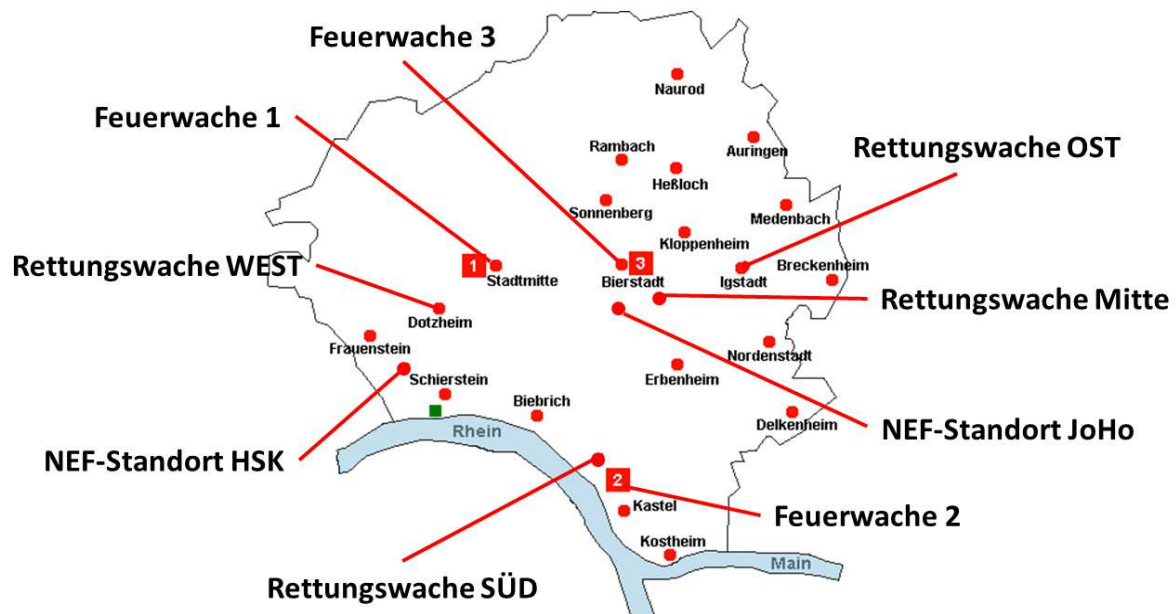 Feuerwache 3
Naurod
Feuerwache 1
Auringen
Rambach
Rettungswache OST
Heßloch
Sonnenberg
Medenbach
Kloppenheim
Rettungswache WEST
1
Stadtmitte
3
Bierstadt
Igstadt
Breckenheim
Rettungswache Mitte
Dotzheim
Frauenstein
Nordenstadt
Schierstein
Erbenheim
Biebrich
Delkenheim
Rhein
NEF-Standort JoHo
NEF-Standort HSK
2
Kastel
Feuerwache 2
Kostheim
Main
Rettungswache SÜD